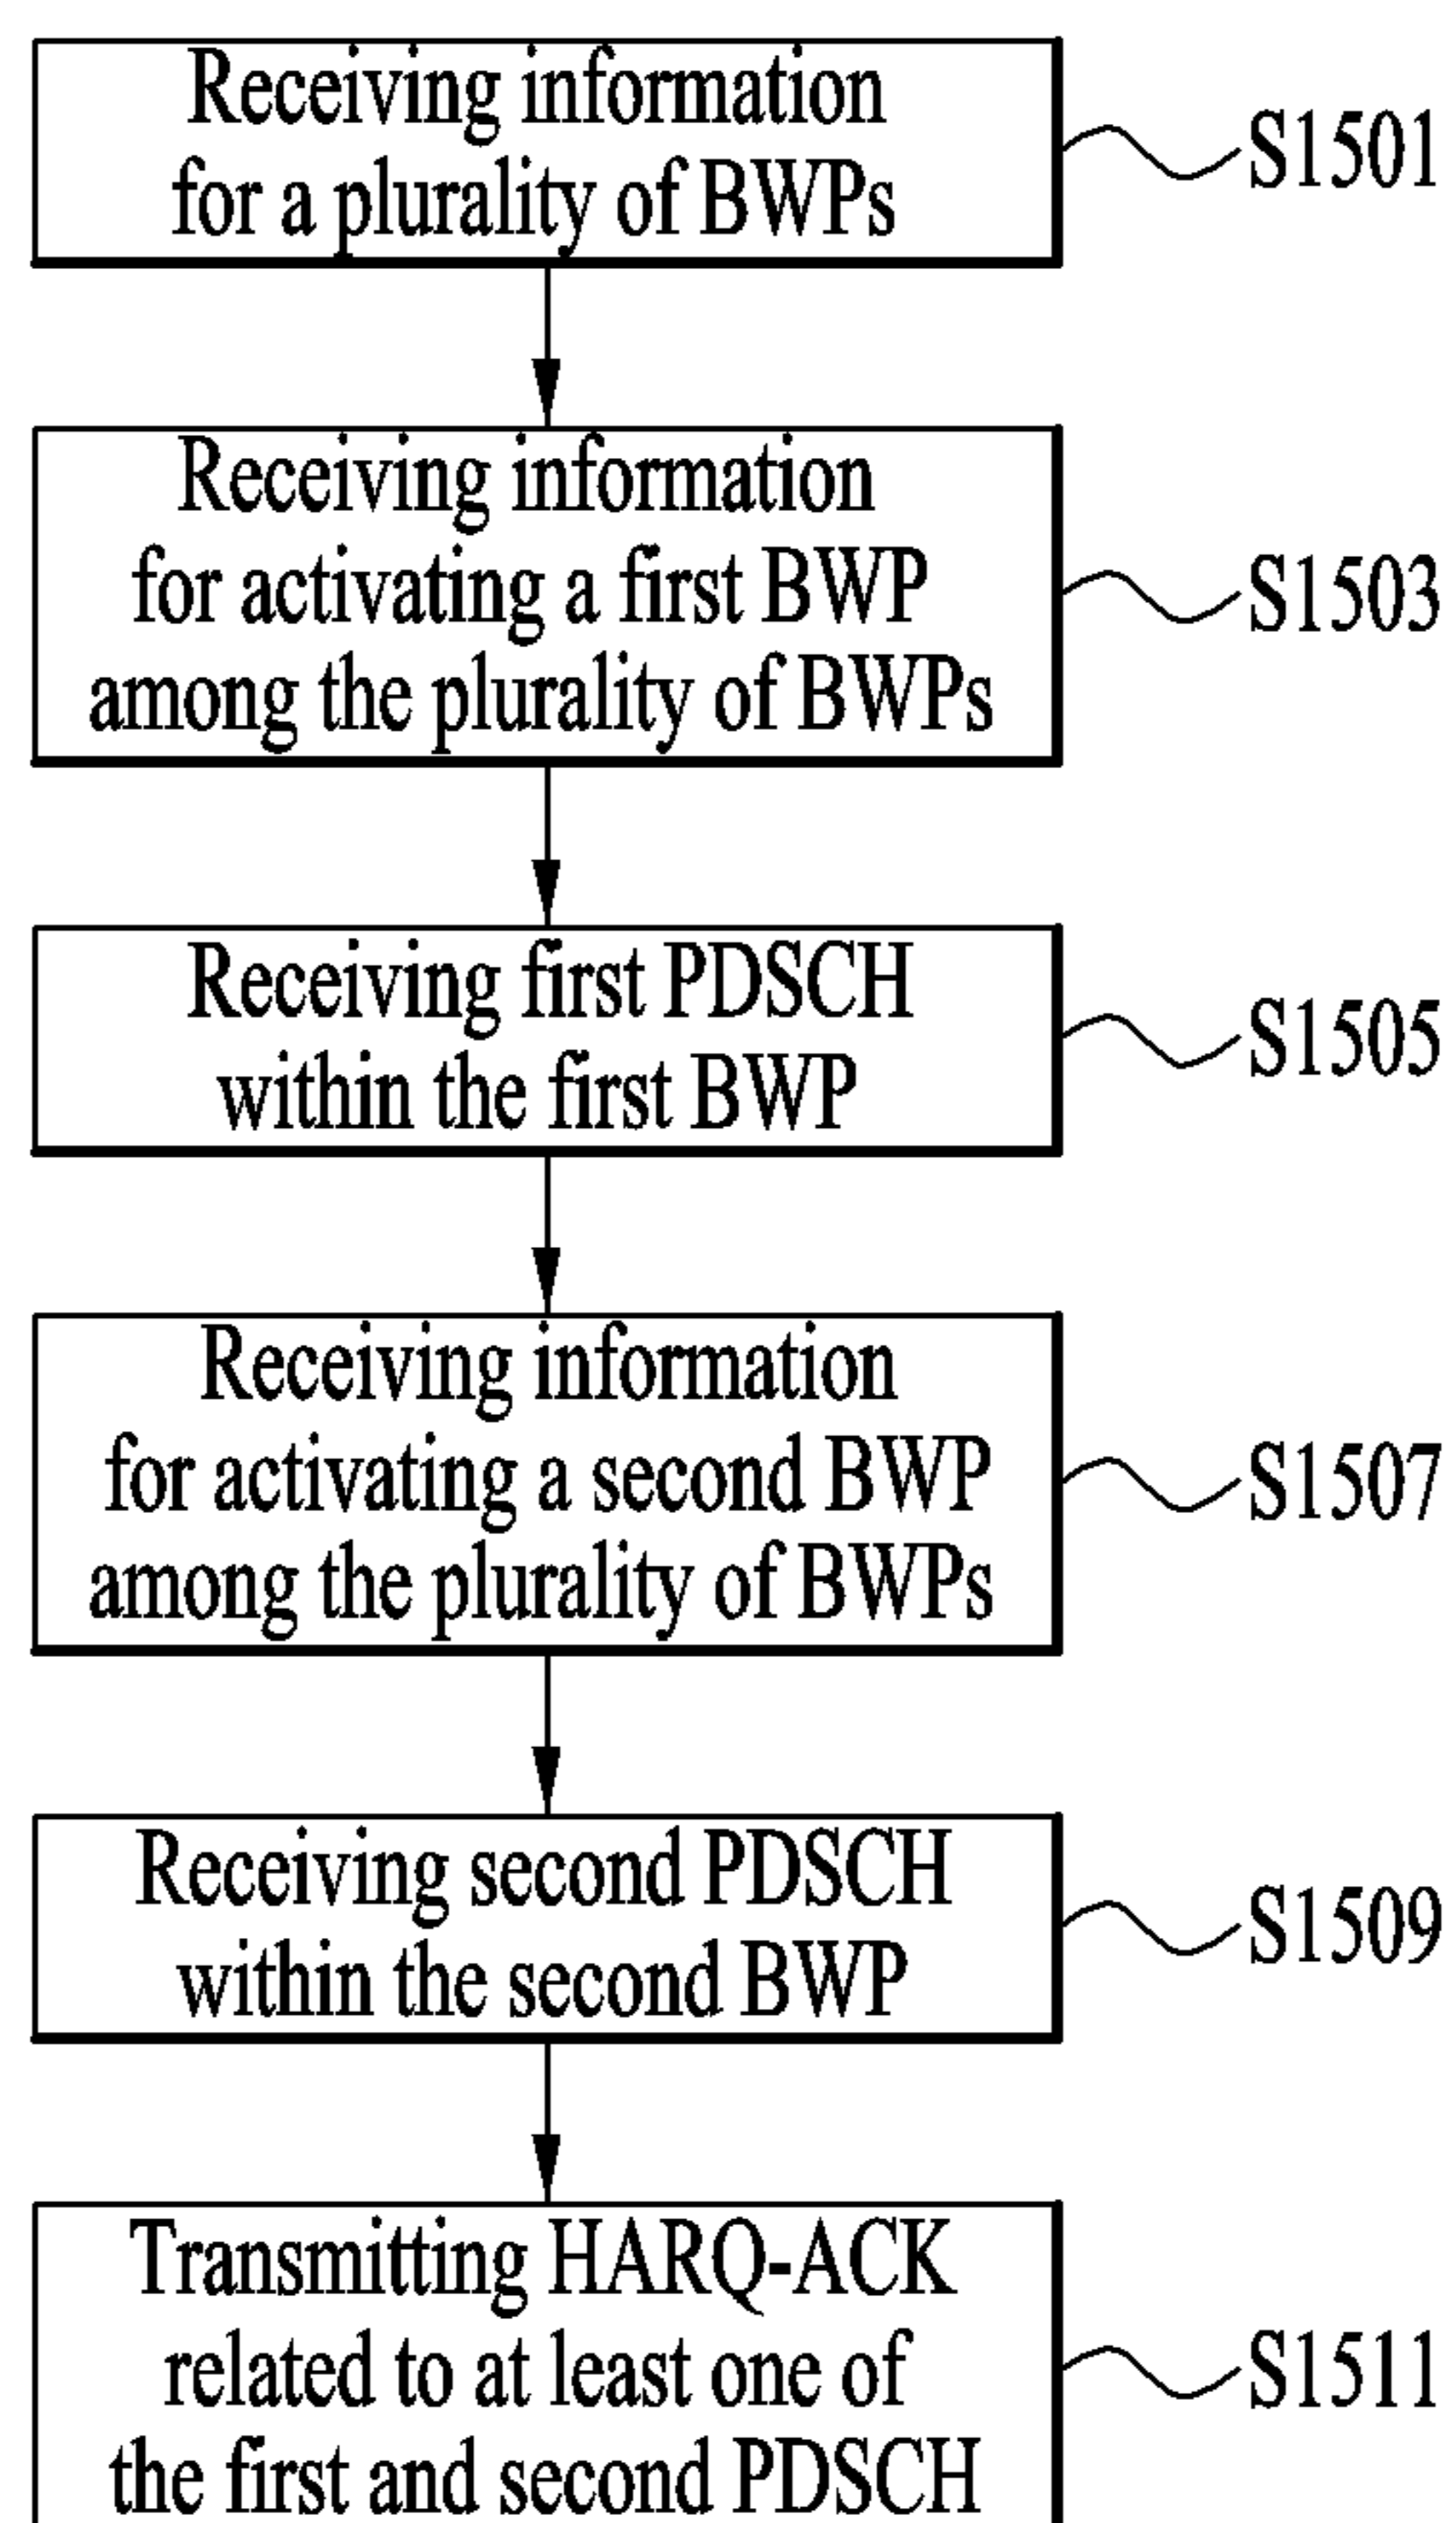 Receiving information
for a plurality of BWPs
S1501
Receiving information
for activating a first BWP
among the plurality of BWPs
S1503
Receiving first PDSCH
within the first BWP
S1505
Receiving information
for activating a second BWP
among the plurality of BWPs
S1507
Receiving second PDSCH
within the second BWP
S1509
Transmitting HARQ-ACK
related to at least one of
the first and second PDSCH
S1511